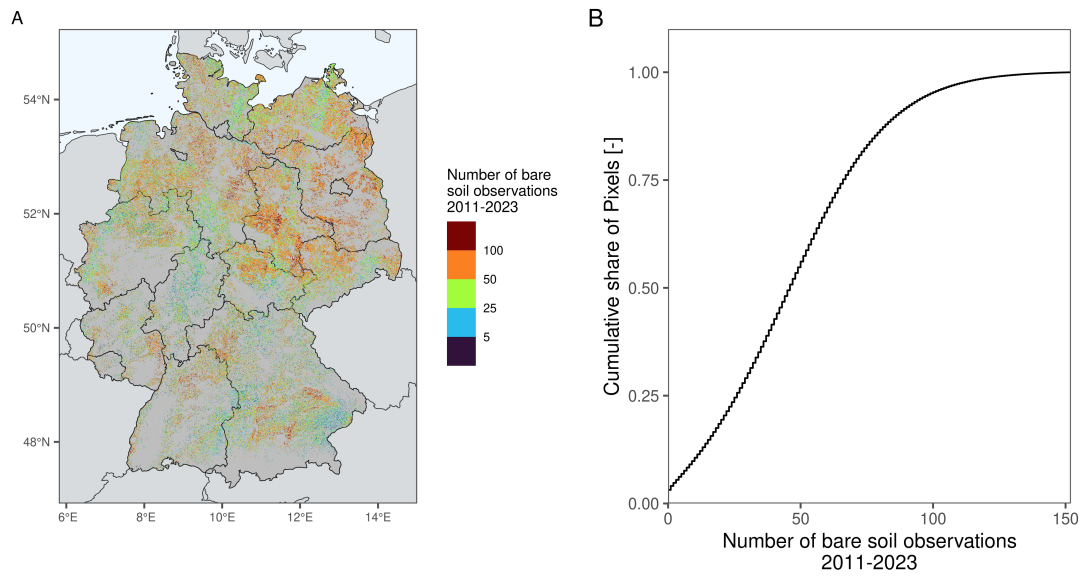 A
54°N
52°N
50°N
48°N
6°E
8°E
10°E
12°E
14°E
Number of bare
soil observations
2011-2023
100
50
25
5
B
Cumulative share of Pixels [-]
1.00
0.75
0.50
0.25
0.00
0
50
100
150
Number of bare soil observations
2011-2023